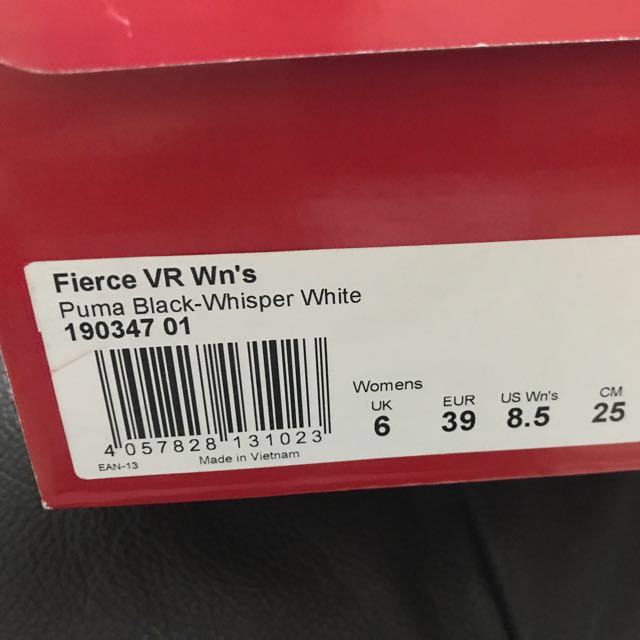 Fierce VR Wn's
Puma Black-Whisper White
190347 01
4 057828 131023
EAN-13
Made in Vietnam
Womens
UK EUR US Wn's CM
6 39 8.5 25